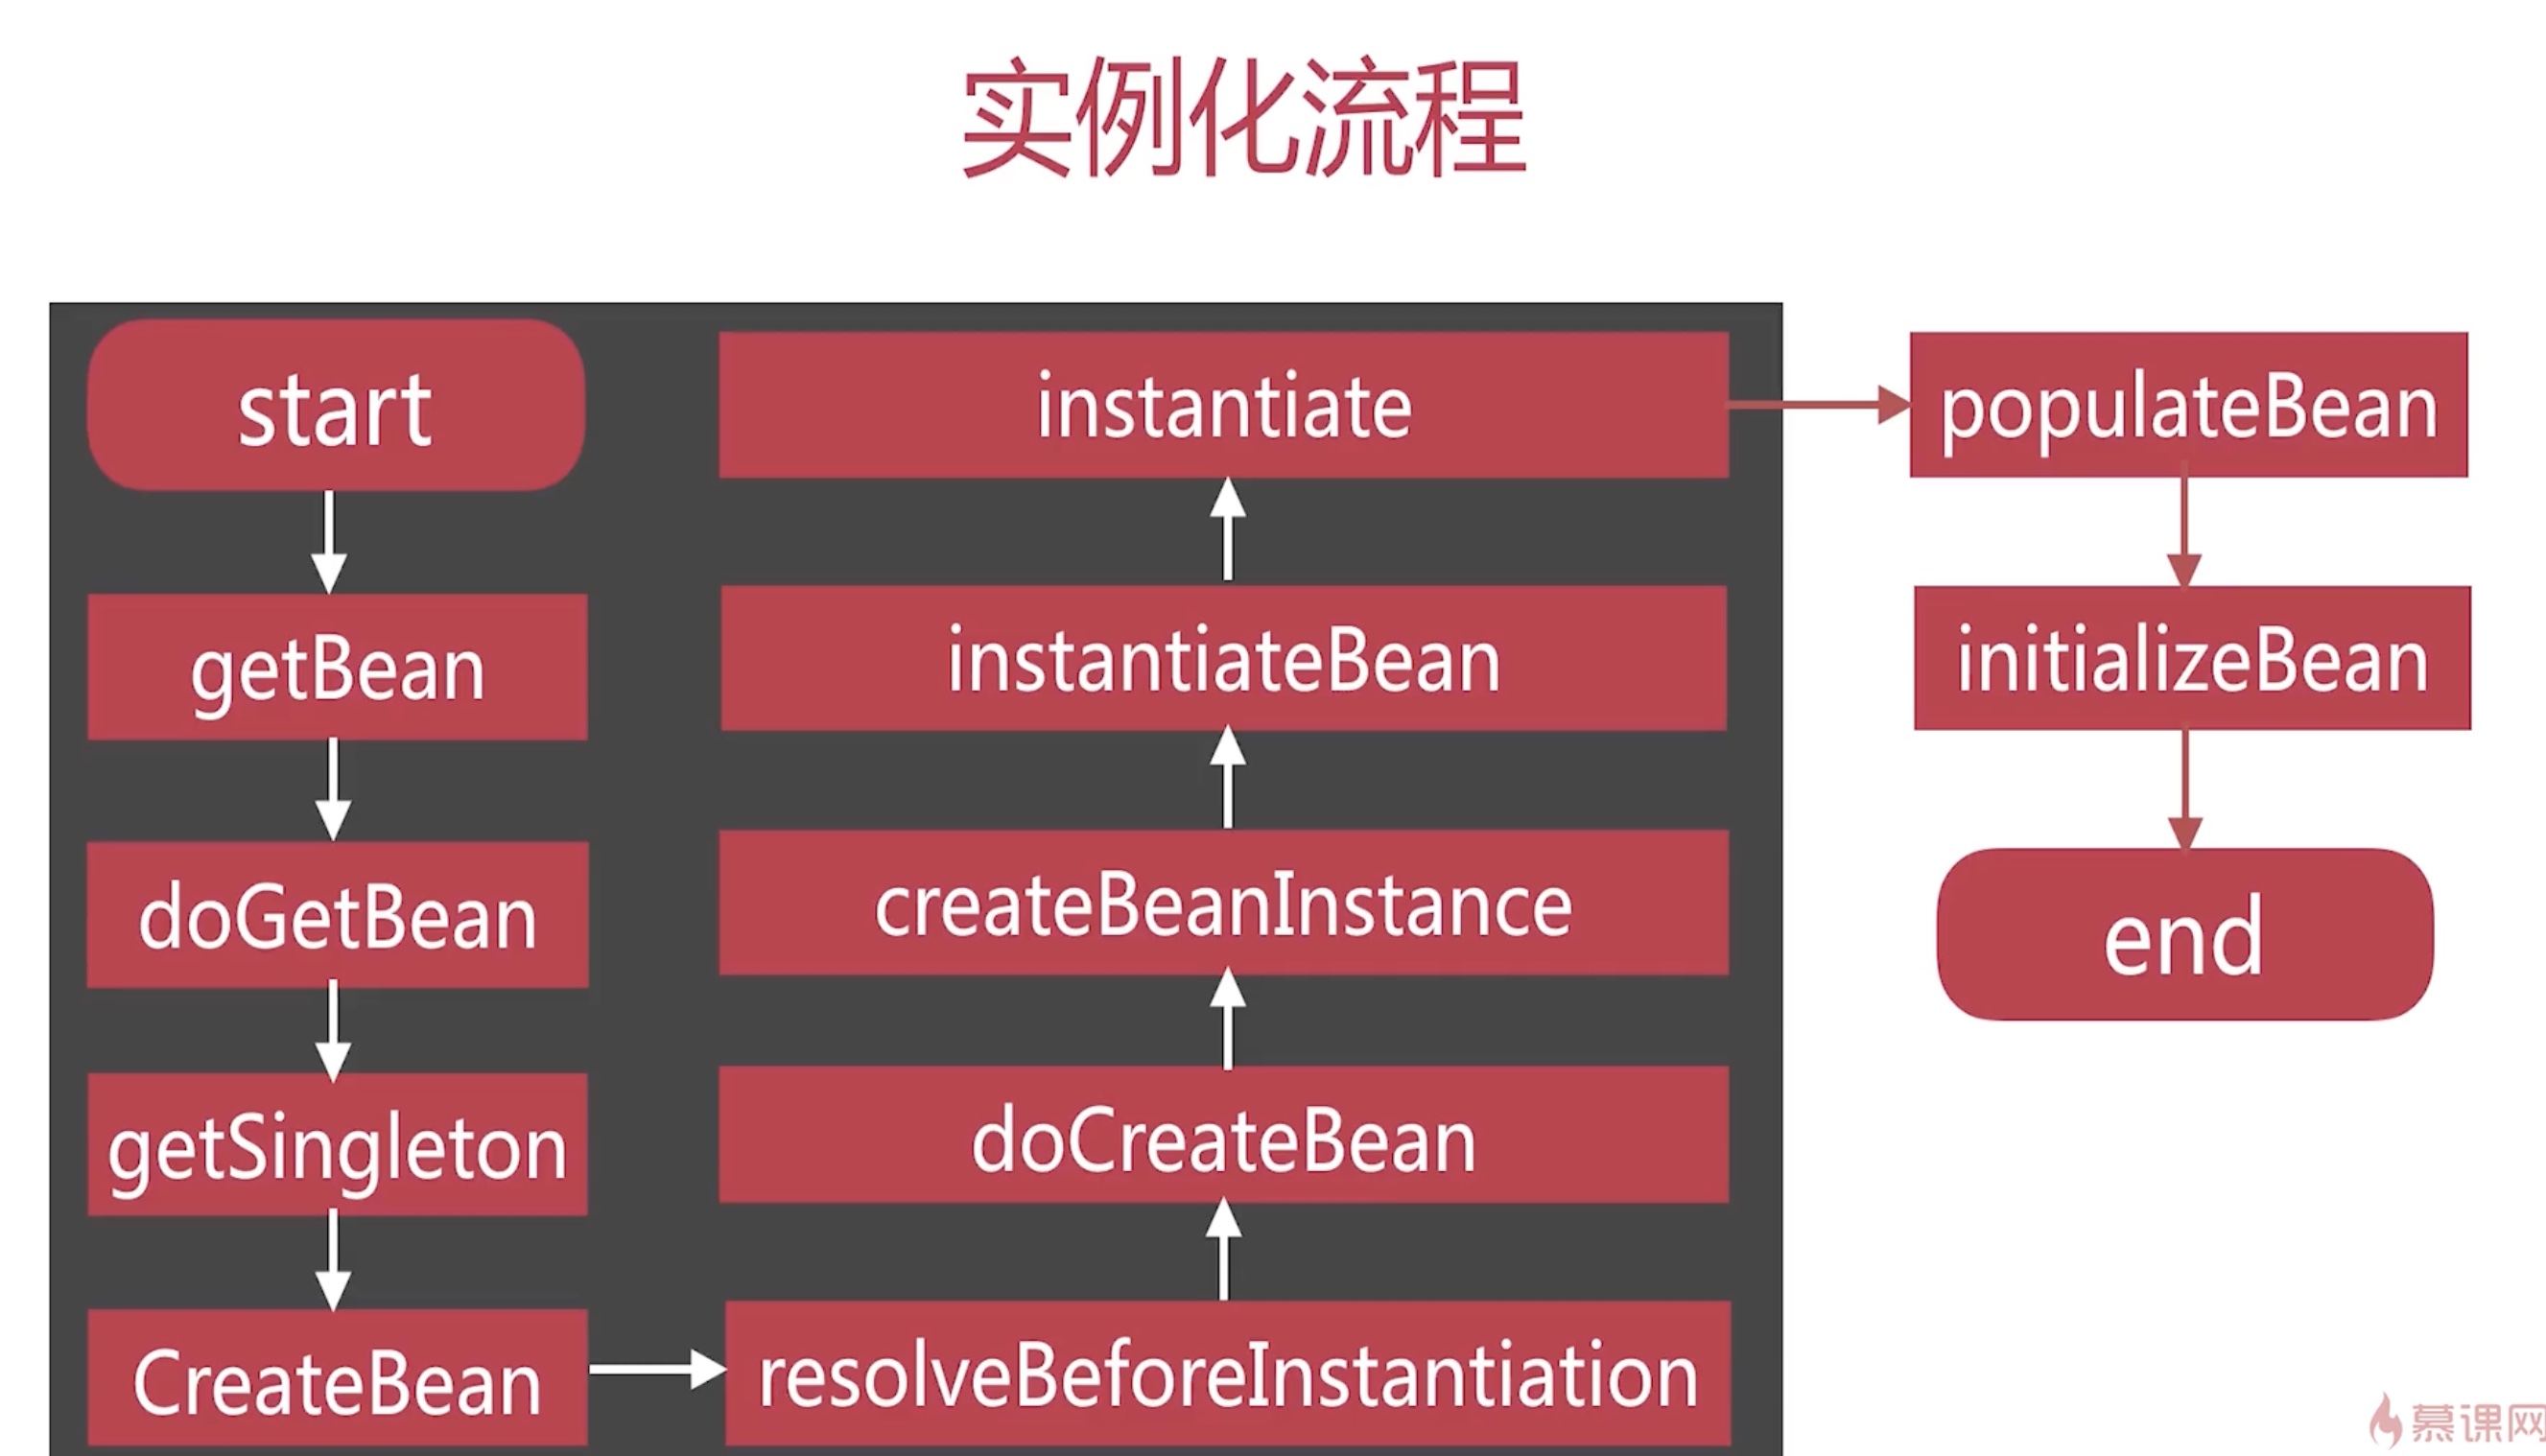 实例化流程
start
getBean
doGetBean
getSingleton
CreateBean
resolveBeforeInstantiation
doCreateBean
createBeanInstance
instantiateBean
instantiate
populateBean
initializeBean
end
慕课网